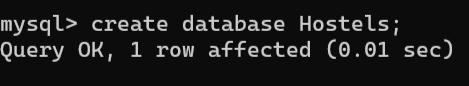 mysql> create database Hostels;
Query OK, 1 row affected (0.01 sec)